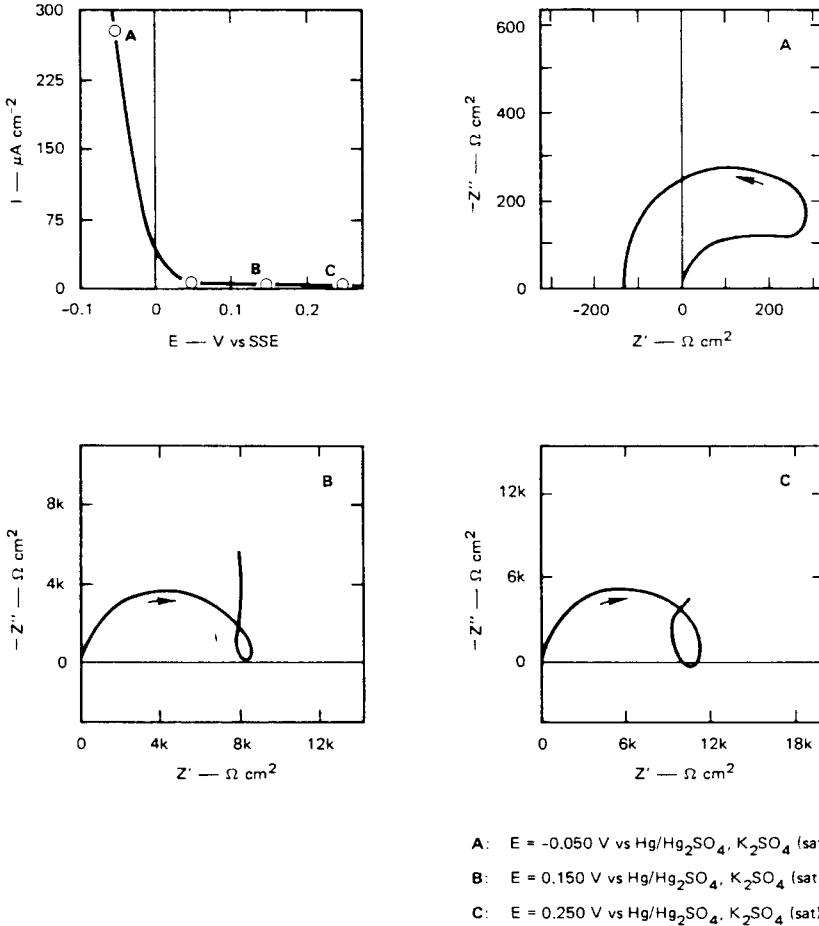 300
225
150
75
0
I — μA cm⁻²
A
B
C
-0.1
0
0.1
0.2
E — V vs SSE
600
400
200
0
−Z'' — Ω cm²
A
-200
0
200
Z' — Ω cm²
8k
4k
0
−Z'' — Ω cm²
B
0
4k
8k
12k
Z' — Ω cm²
12k
6k
0
−Z'' — Ω cm²
C
0
6k
12k
18k
Z' — Ω cm²
A: E = -0.050 V vs Hg/Hg₂SO₄, K₂SO₄ (sat
B: E = 0.150 V vs Hg/Hg₂SO₄, K₂SO₄ (sat
C: E = 0.250 V vs Hg/Hg₂SO₄, K₂SO₄ (sat)